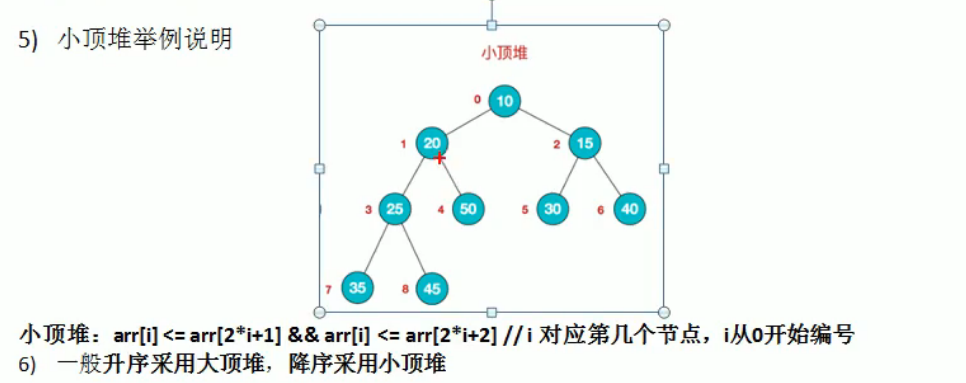 5) 小顶堆举例说明
小顶堆
0 10
1 20 2 15
3 25 4 50 5 30 6 40
7 35 8 45
小顶堆：arr[i] <= arr[2*i+1] && arr[i] <= arr[2*i+2] // i 对应第几个节点，i从0开始编号
6) 一般升序采用大顶堆，降序采用小顶堆